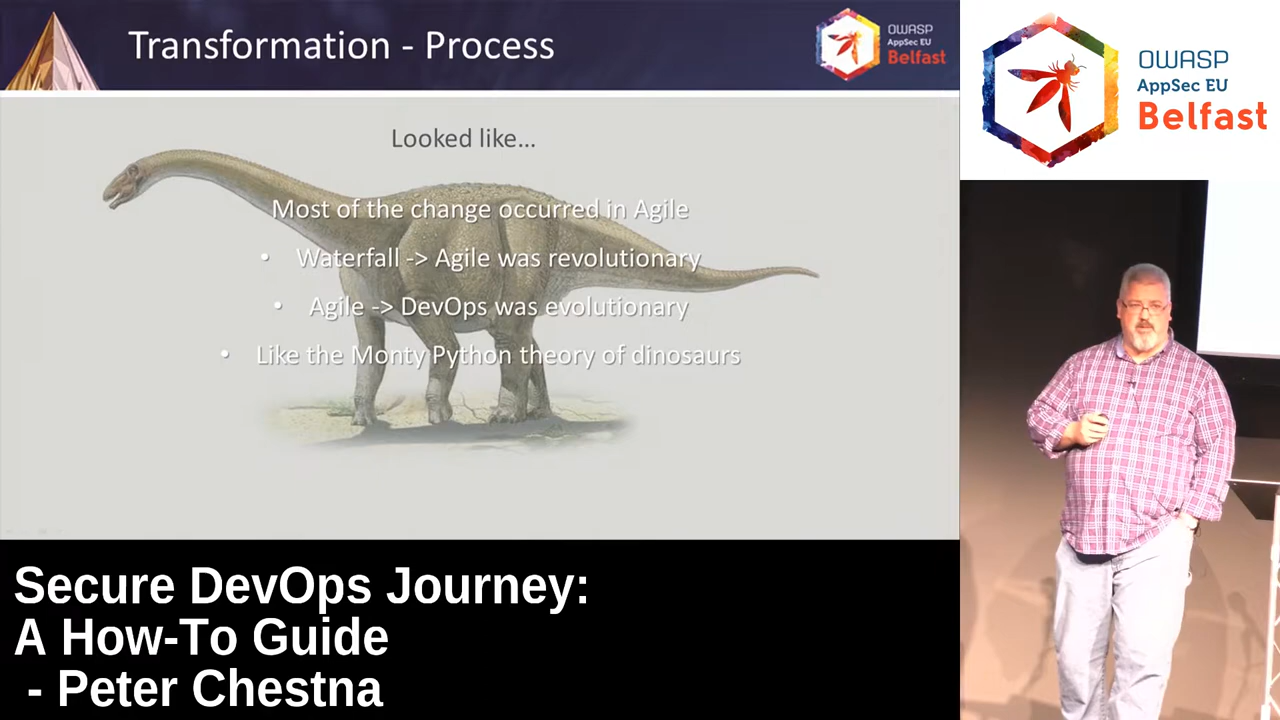 Transformation - Process
OWASP
AppSec EU
Belfast
OWASP
AppSec EU
Belfast
Looked like...
Most of the change occurred in Agile
• Waterfall -> Agile was revolutionary
• Agile -> DevOps was evolutionary
• Like the Monty Python theory of dinosaurs
Secure DevOps Journey:
A How-To Guide
- Peter Chestna